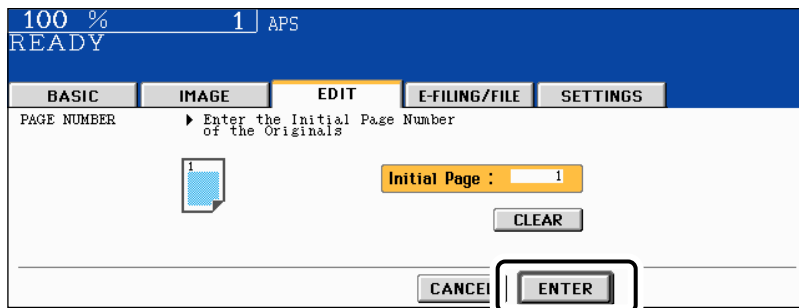 100 % 1 APS
READY
BASIC IMAGE EDIT E-FILING/FILE SETTINGS
PAGE NUMBER Enter the Initial Page Number
of the Originals
1
Initial Page : 1
CLEAR
CANCEL ENTER